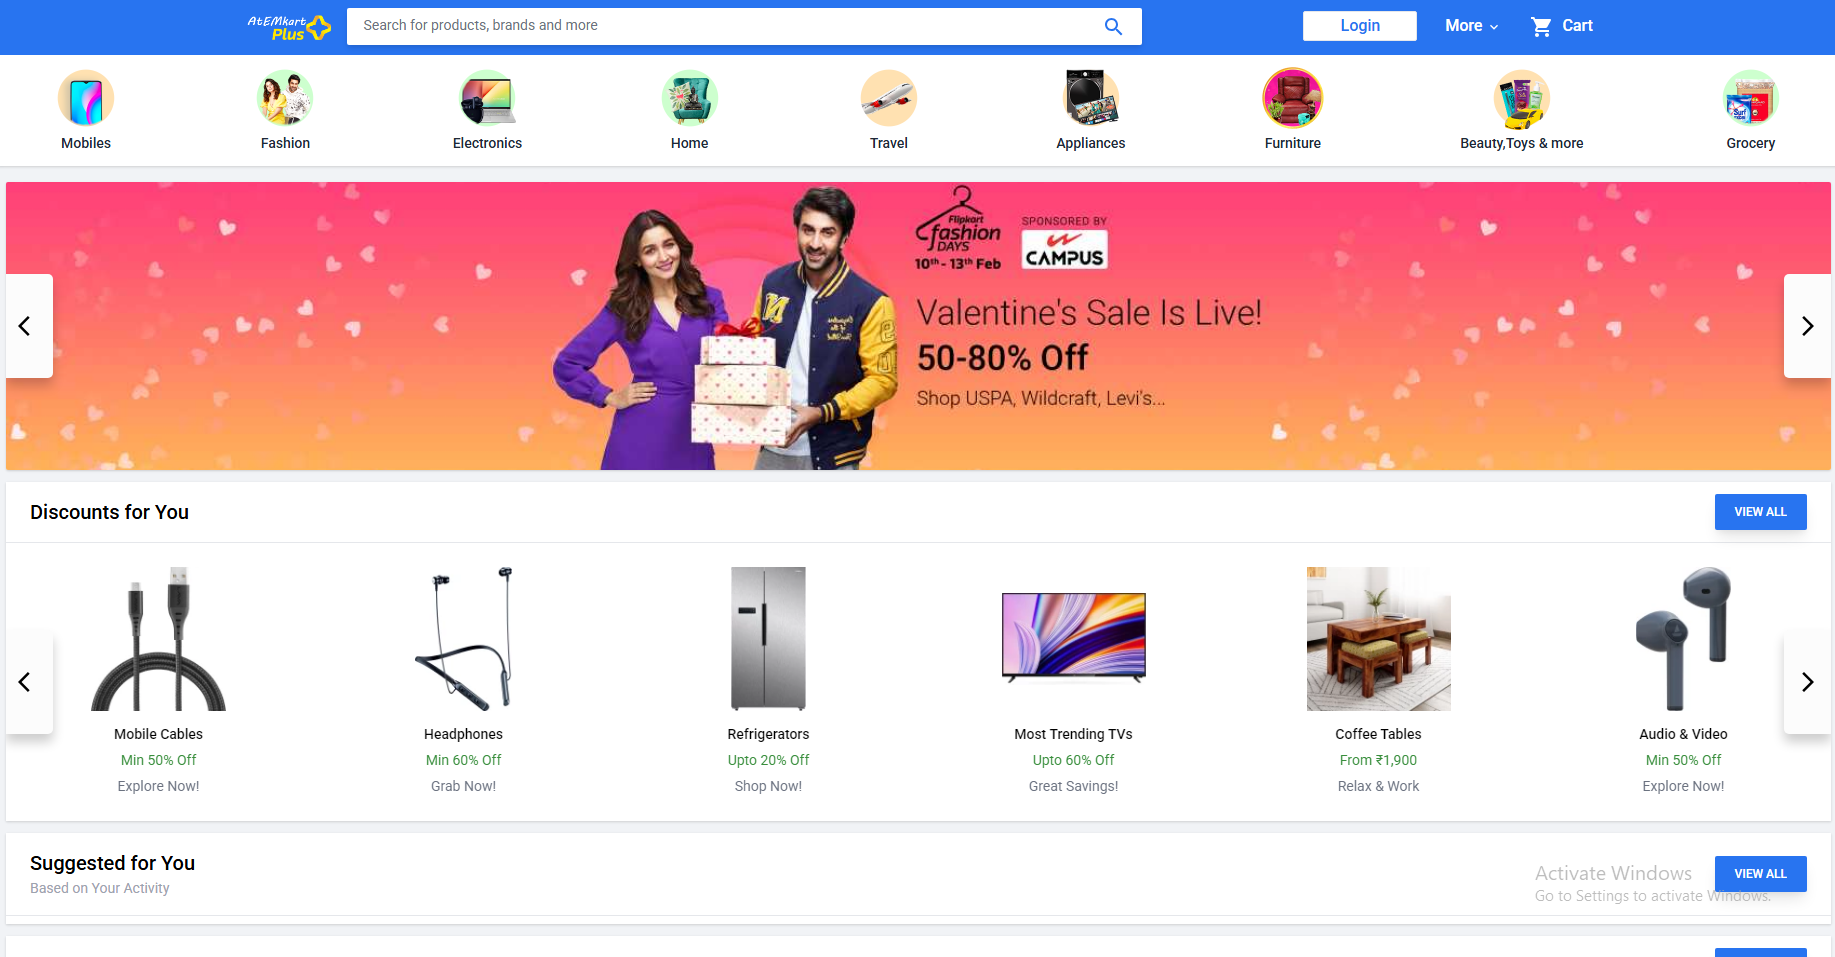 AtEMkart
Plus
Search for products, brands and more
Login
More
Cart
Mobiles
Fashion
Electronics
Home
Travel
Appliances
Furniture
Beauty,Toys & more
Grocery
Flipkart
fashion
DAYS
10th - 13th Feb
SPONSORED BY
CAMPUS
Valentine's Sale Is Live!
50-80% Off
Shop USPA, Wildcraft, Levi's...
Discounts for You
VIEW ALL
Mobile Cables
Min 50% Off
Explore Now!
Headphones
Min 60% Off
Grab Now!
Refrigerators
Upto 20% Off
Shop Now!
Most Trending TVs
Upto 60% Off
Great Savings!
Coffee Tables
From ₹1,900
Relax & Work
Audio & Video
Min 50% Off
Explore Now!
Suggested for You
Based on Your Activity
VIEW ALL
Activate Windows
Go to Settings to activate Windows.